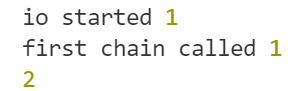 io started 1
first chain called 1
2